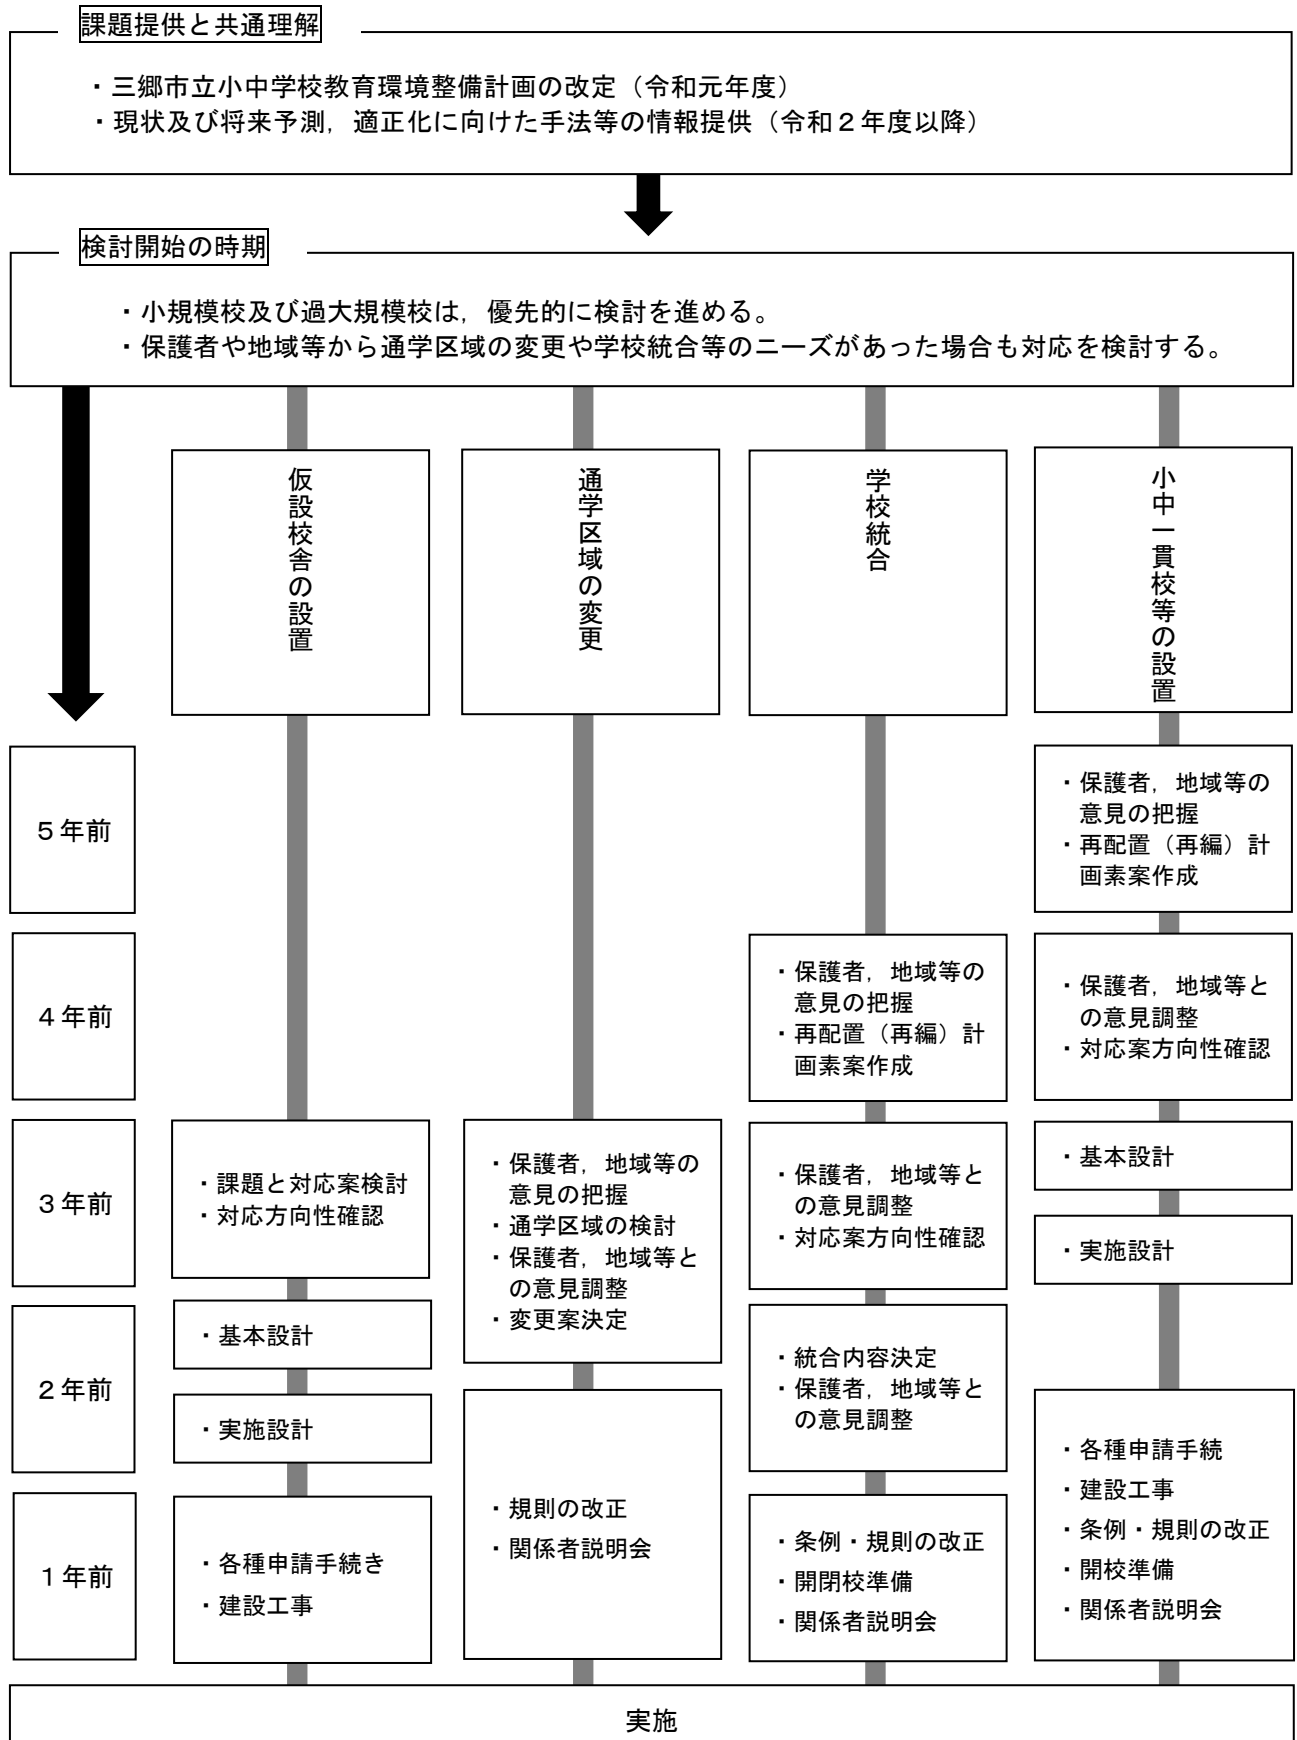 課題提供と共通理解
・三郷市立小中学校教育環境整備計画の改定（令和元年度）
・現状及び将来予測，適正化に向けた手法等の情報提供（令和２年度以降）
検討開始の時期
・小規模校及び過大規模校は，優先的に検討を進める。
・保護者や地域等から通学区域の変更や学校統合等のニーズがあった場合も対応を検討する。
仮設校舎の設置
通学区域の変更
学校統合
小中一貫校等の設置
５年前
・保護者，地域等の
意見の把握
・再配置（再編）計
画素案作成
４年前
・保護者，地域等の
意見の把握
・再配置（再編）計
画素案作成
・保護者，地域等と
の意見調整
・対応案方向性確認
３年前
・課題と対応案検討
・対応方向性確認
・保護者，地域等の
意見の把握
・通学区域の検討
・保護者，地域等と
の意見調整
・変更案決定
・保護者，地域等と
の意見調整
・対応案方向性確認
・基本設計
・実施設計
２年前
・基本設計
・実施設計
・統合内容決定
・保護者，地域等と
の意見調整
１年前
・各種申請手続き
・建設工事
・規則の改正
・関係者説明会
・条例・規則の改正
・開閉校準備
・関係者説明会
・各種申請手続
・建設工事
・条例・規則の改正
・開校準備
・関係者説明会
実施